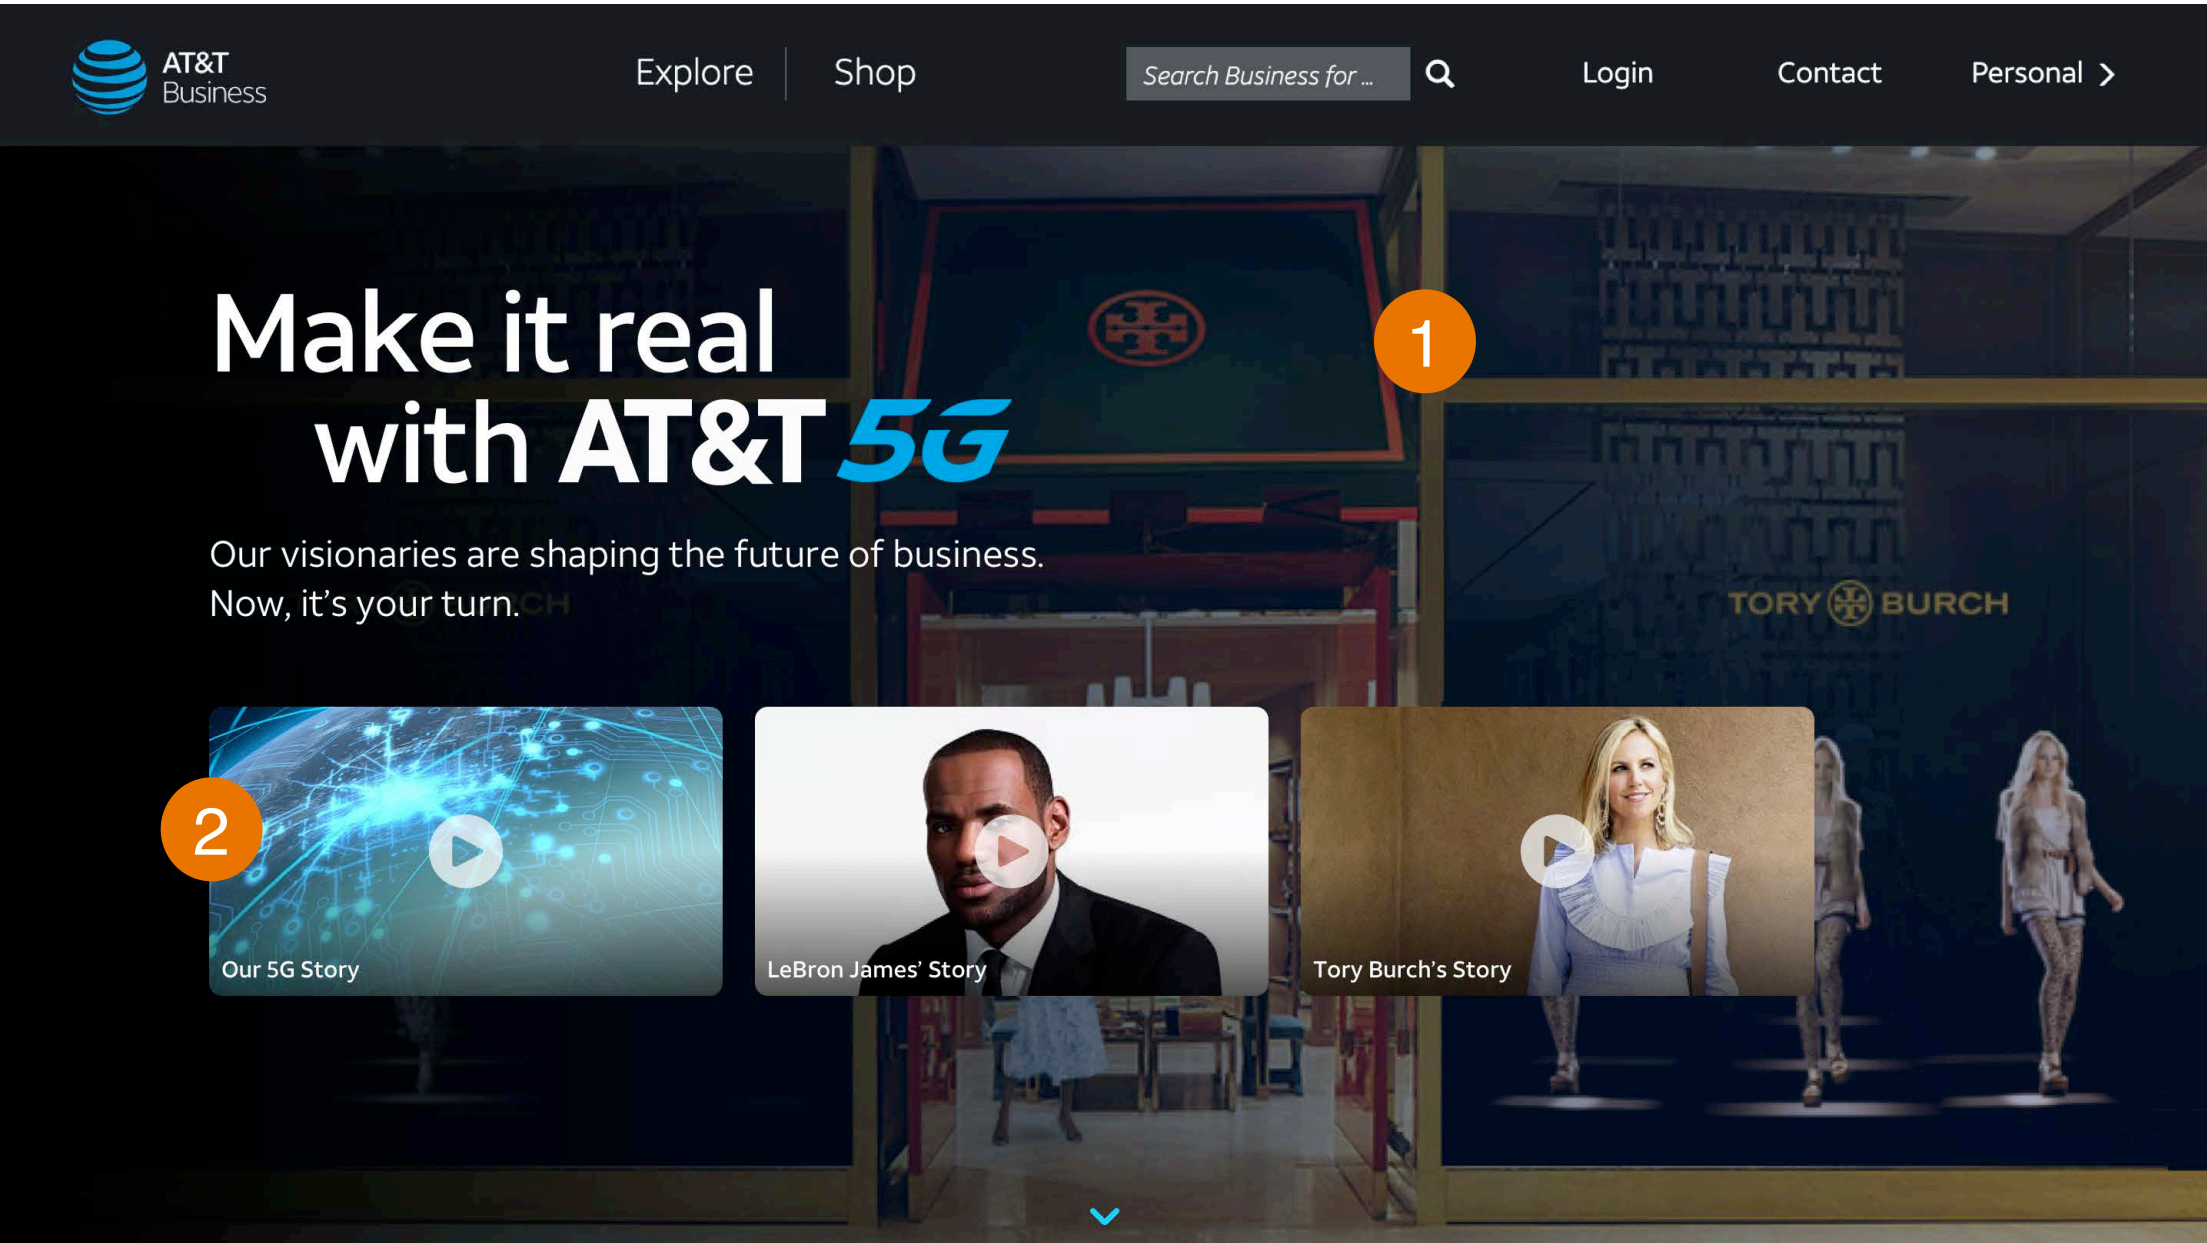 AT&T
Business
Explore
Shop
Search Business for ...
Login
Contact
Personal
Make it real
with AT&T 5G
1
Our visionaries are shaping the future of business.
Now, it's your turn.
CH
TORY BURCH
2
Our 5G Story
LeBron James' Story
Tory Burch's Story